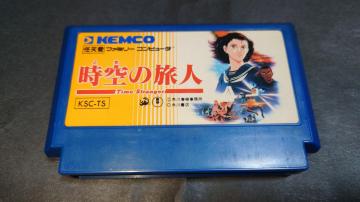 KEMCO
任天堂 ファミリーコンピュータ
時空の旅人
Time Stranger
KSC-TS